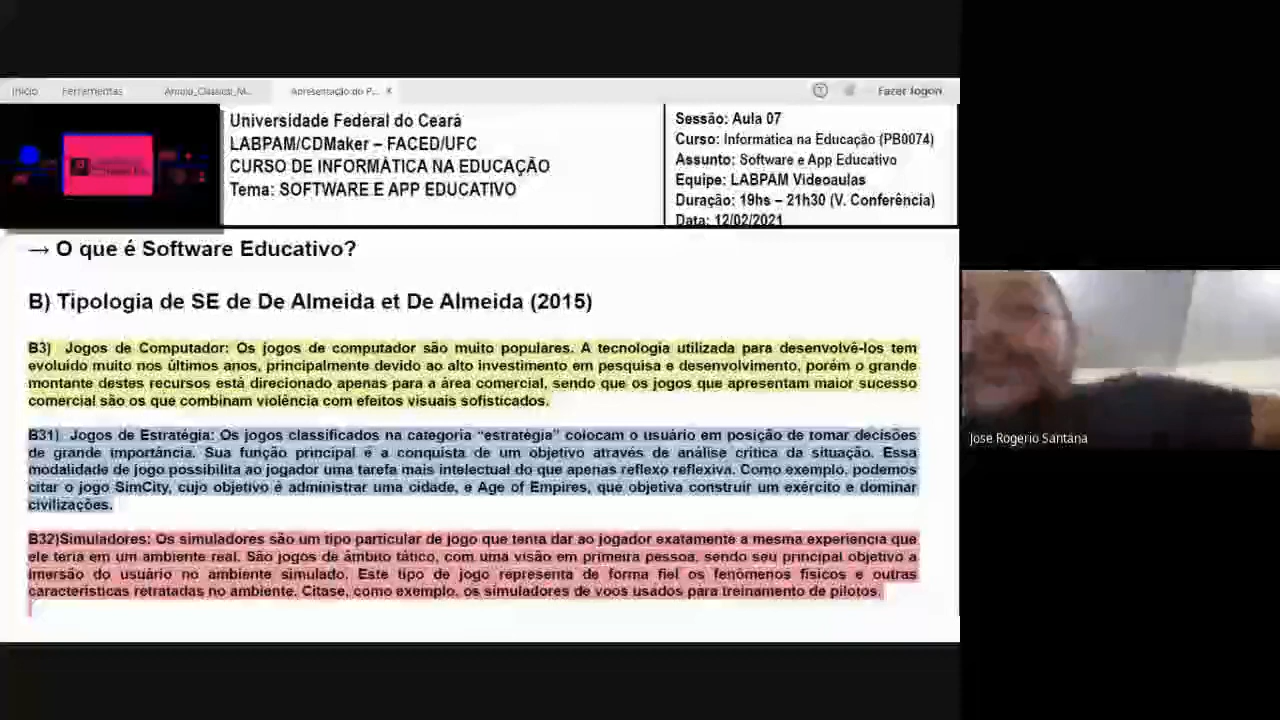 Início Ferramentas Arquivo_Classical_M... Apresentação do P... × Fazer logon
Universidade Federal do Ceará
LABPAM/CDMaker – FACED/UFC
CURSO DE INFORMÁTICA NA EDUCAÇÃO
Tema: SOFTWARE E APP EDUCATIVO
Sessão: Aula 07
Curso: Informática na Educação (PB0074)
Assunto: Software e App Educativo
Equipe: LABPAM Videoaulas
Duração: 19hs – 21h30 (V. Conferência)
Data: 12/02/2021
→ O que é Software Educativo?
B) Tipologia de SE de De Almeida et De Almeida (2015)
B3) Jogos de Computador: Os jogos de computador são muito populares. A tecnologia utilizada para desenvolvê-los tem
evoluído muito nos últimos anos, principalmente devido ao alto investimento em pesquisa e desenvolvimento, porém o grande
montante destes recursos está direcionado apenas para a área comercial, sendo que os jogos que apresentam maior sucesso
comercial são os que combinam violência com efeitos visuais sofisticados.
B31) Jogos de Estratégia: Os jogos classificados na categoria “estratégia” colocam o usuário em posição de tomar decisões
de grande importância. Sua função principal é a conquista de um objetivo através de análise crítica da situação. Essa
modalidade de jogo possibilita ao jogador uma tarefa mais intelectual do que apenas reflexo reflexiva. Como exemplo, podemos
citar o jogo SimCity, cujo objetivo é administrar uma cidade, e Age of Empires, que objetiva construir um exército e dominar
civilizações.
B32)Simuladores: Os simuladores são um tipo particular de jogo que tenta dar ao jogador exatamente a mesma experiência que
ele teria em um ambiente real. São jogos de âmbito tático, com uma visão em primeira pessoa, sendo seu principal objetivo a
imersão do usuário no ambiente simulado. Este tipo de jogo representa de forma fiel os fenômenos físicos e outras
características retratadas no ambiente. Citase, como exemplo, os simuladores de voos usados para treinamento de pilotos.
Jose Rogerio Santana